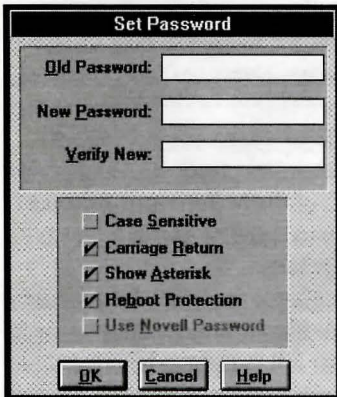 Set Password
Old Password:
New Password:
Verify New:
Case Sensitive
Carriage Return
Show Asterisk
Reboot Protection
Use Novell Password
OK Cancel Help